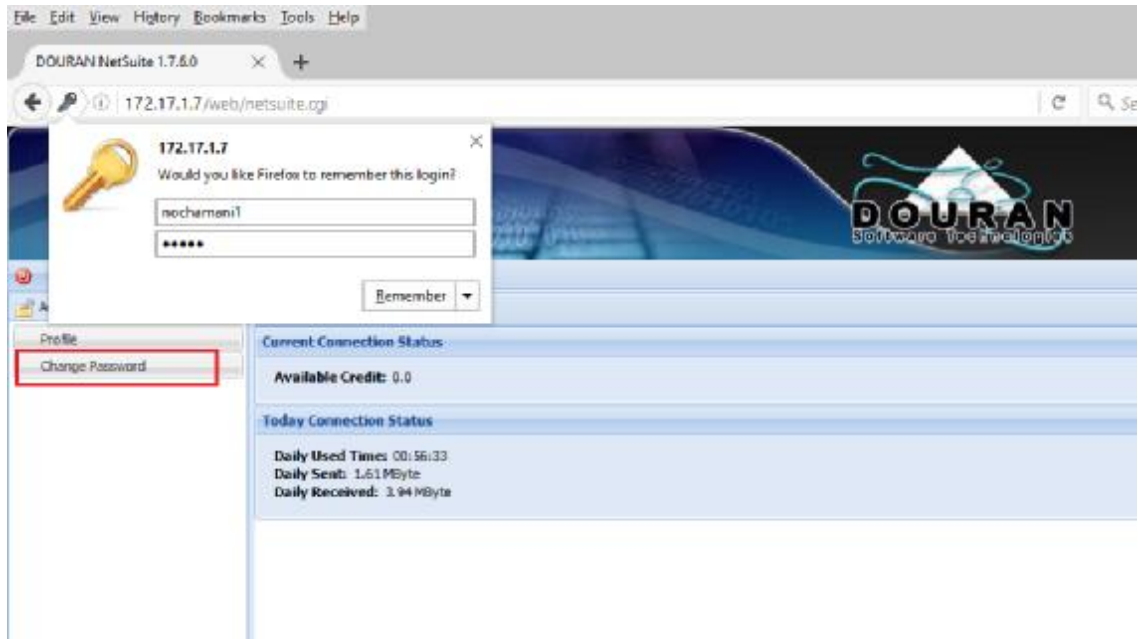 File Edit View History Bookmarks Tools Help
DOURAN NetSuite 1.7.6.0
172.17.1.7/web/netsuite.cgi
172.17.1.7
Would you like Firefox to remember this login?
nochamani1
•••••
Remember
DOURAN
Software Technologies
Profile
Change Password
Current Connection Status
Available Credit: 0.0
Today Connection Status
Daily Used Time: 00:56:33
Daily Sent: 1.61 MByte
Daily Received: 3.94 MByte